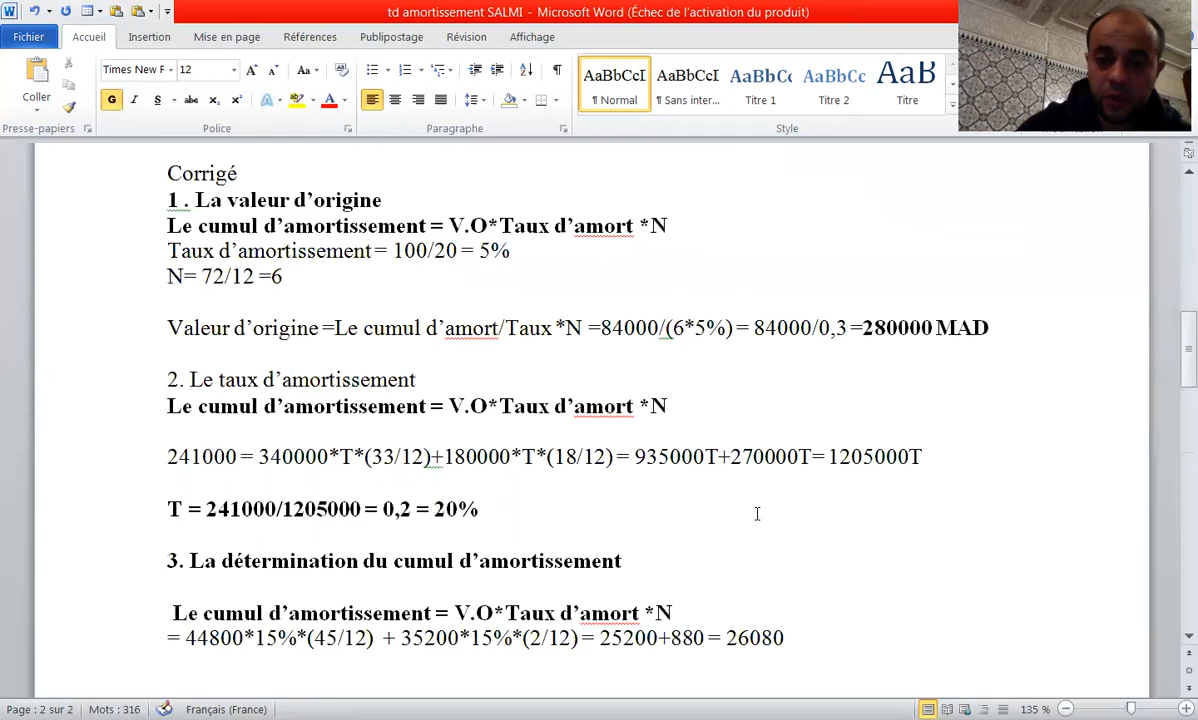 td amortissement SALMI - Microsoft Word (Échec de l'activation du produit)
Fichier Accueil Insertion Mise en page Références Publipostage Révision Affichage
Times New F 12
Coller
G I S abc X₂ X²
Aa
AaBbCcI AaBbCcI AaBbC AaBbCc AaB
¶ Normal ¶ Sans inter... Titre 1 Titre 2 Titre
Presse-papiers Police Paragraphe Style
Corrigé
1 . La valeur d'origine
Le cumul d'amortissement = V.O*Taux d'amort *N
Taux d'amortissement = 100/20 = 5%
N= 72/12 =6
Valeur d'origine =Le cumul d'amort/Taux *N =84000/(6*5%) = 84000/0,3 =280000 MAD
2. Le taux d'amortissement
Le cumul d'amortissement = V.O*Taux d'amort *N
241000 = 340000*T*(33/12)+180000*T*(18/12) = 935000T+270000T= 1205000T
T = 241000/1205000 = 0,2 = 20%
3. La détermination du cumul d'amortissement
Le cumul d'amortissement = V.O*Taux d'amort *N
= 44800*15%*(45/12) + 35200*15%*(2/12) = 25200+880 = 26080
Page : 2 sur 2 Mots : 316 Français (France) 135 %